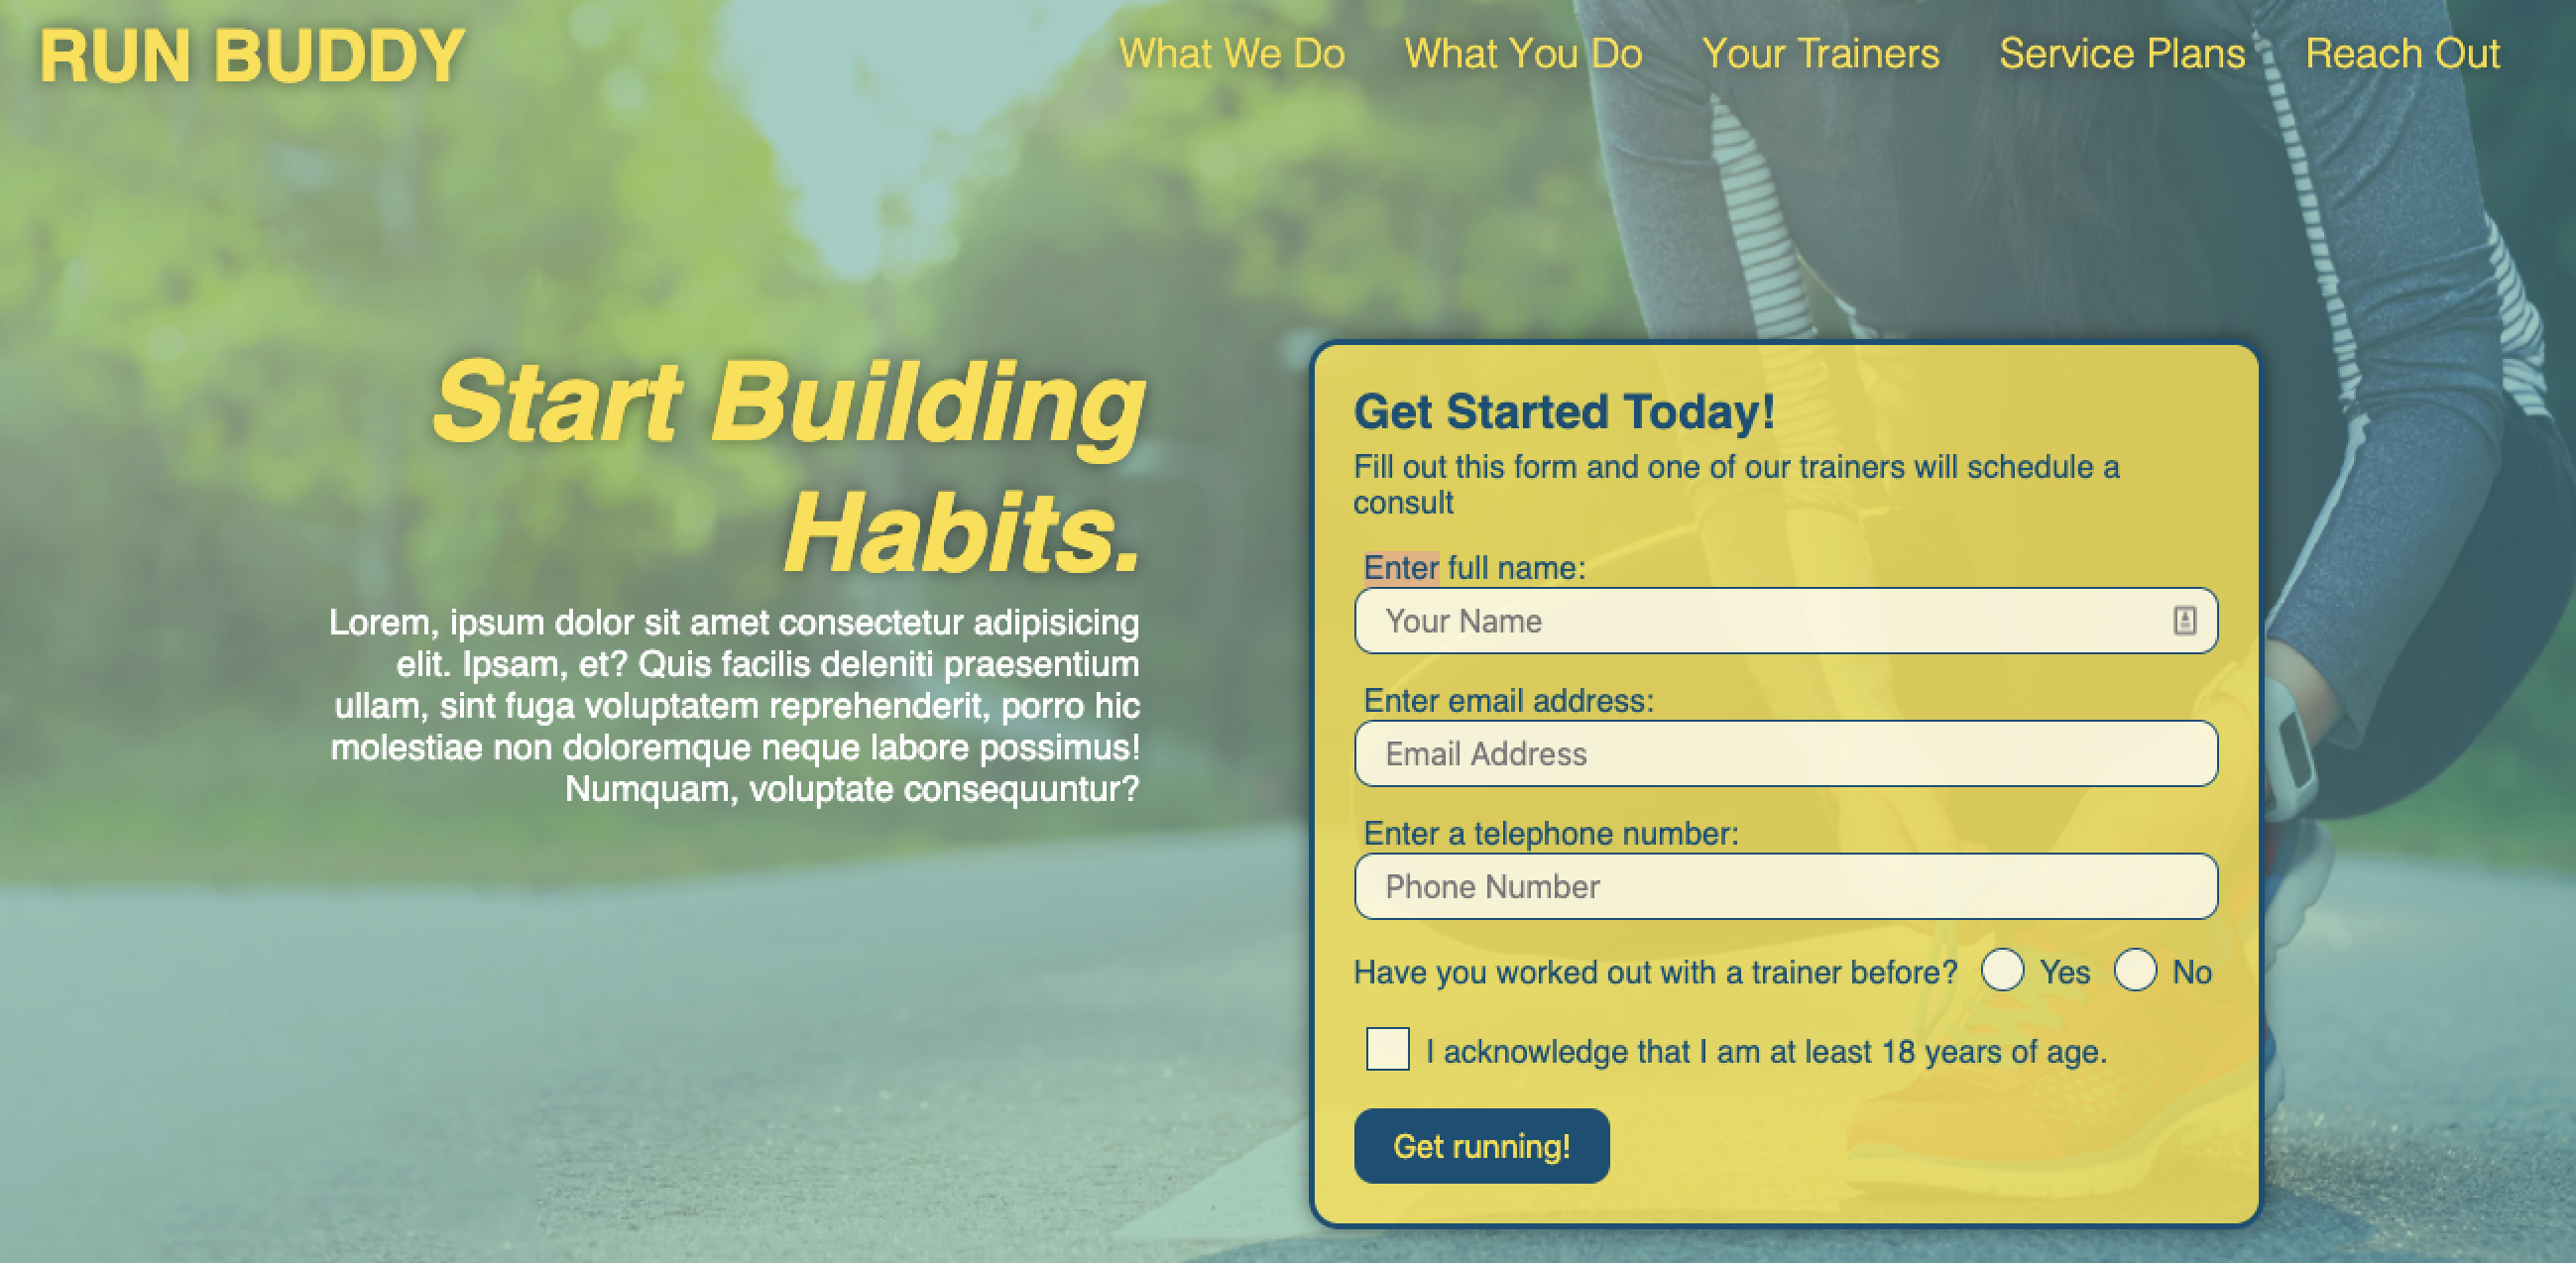 RUN BUDDY
What We Do What You Do Your Trainers Service Plans Reach Out
Start Building
Habits.
Lorem, ipsum dolor sit amet consectetur adipisicing
elit. Ipsam, et? Quis facilis deleniti praesentium
ullam, sint fuga voluptatem reprehenderit, porro hic
molestiae non doloremque neque labore possimus!
Numquam, voluptate consequuntur?
Get Started Today!
Fill out this form and one of our trainers will schedule a
consult
Enter full name:
Your Name
Enter email address:
Email Address
Enter a telephone number:
Phone Number
Have you worked out with a trainer before? Yes No
I acknowledge that I am at least 18 years of age.
Get running!